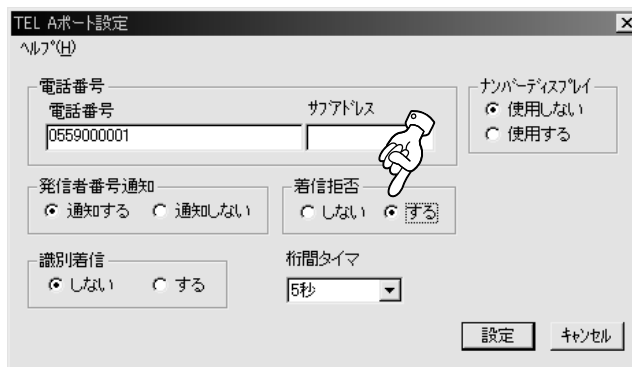 TEL Aポート設定
ヘルプ(H)
電話番号
電話番号
サブアドレス
0559000001
ナンバーディスプレイ
使用しない
使用する
発信者番号通知
通知する
通知しない
着信拒否
しない
する
識別着信
しない
する
桁間タイマ
5秒
設定
キャンセル